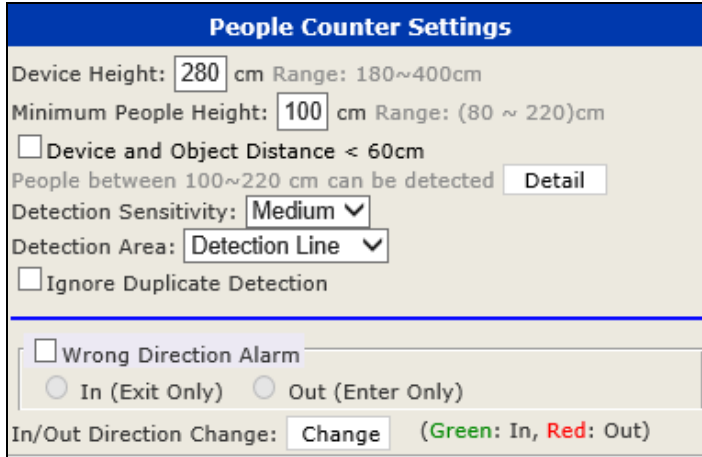 People Counter Settings
Device Height: 280 cm Range: 180~400cm
Minimum People Height: 100 cm Range: (80 ~ 220)cm
Device and Object Distance < 60cm
People between 100~220 cm can be detected Detail
Detection Sensitivity: Medium
Detection Area: Detection Line
Ignore Duplicate Detection
Wrong Direction Alarm
In (Exit Only) Out (Enter Only)
In/Out Direction Change: Change (Green: In, Red: Out)